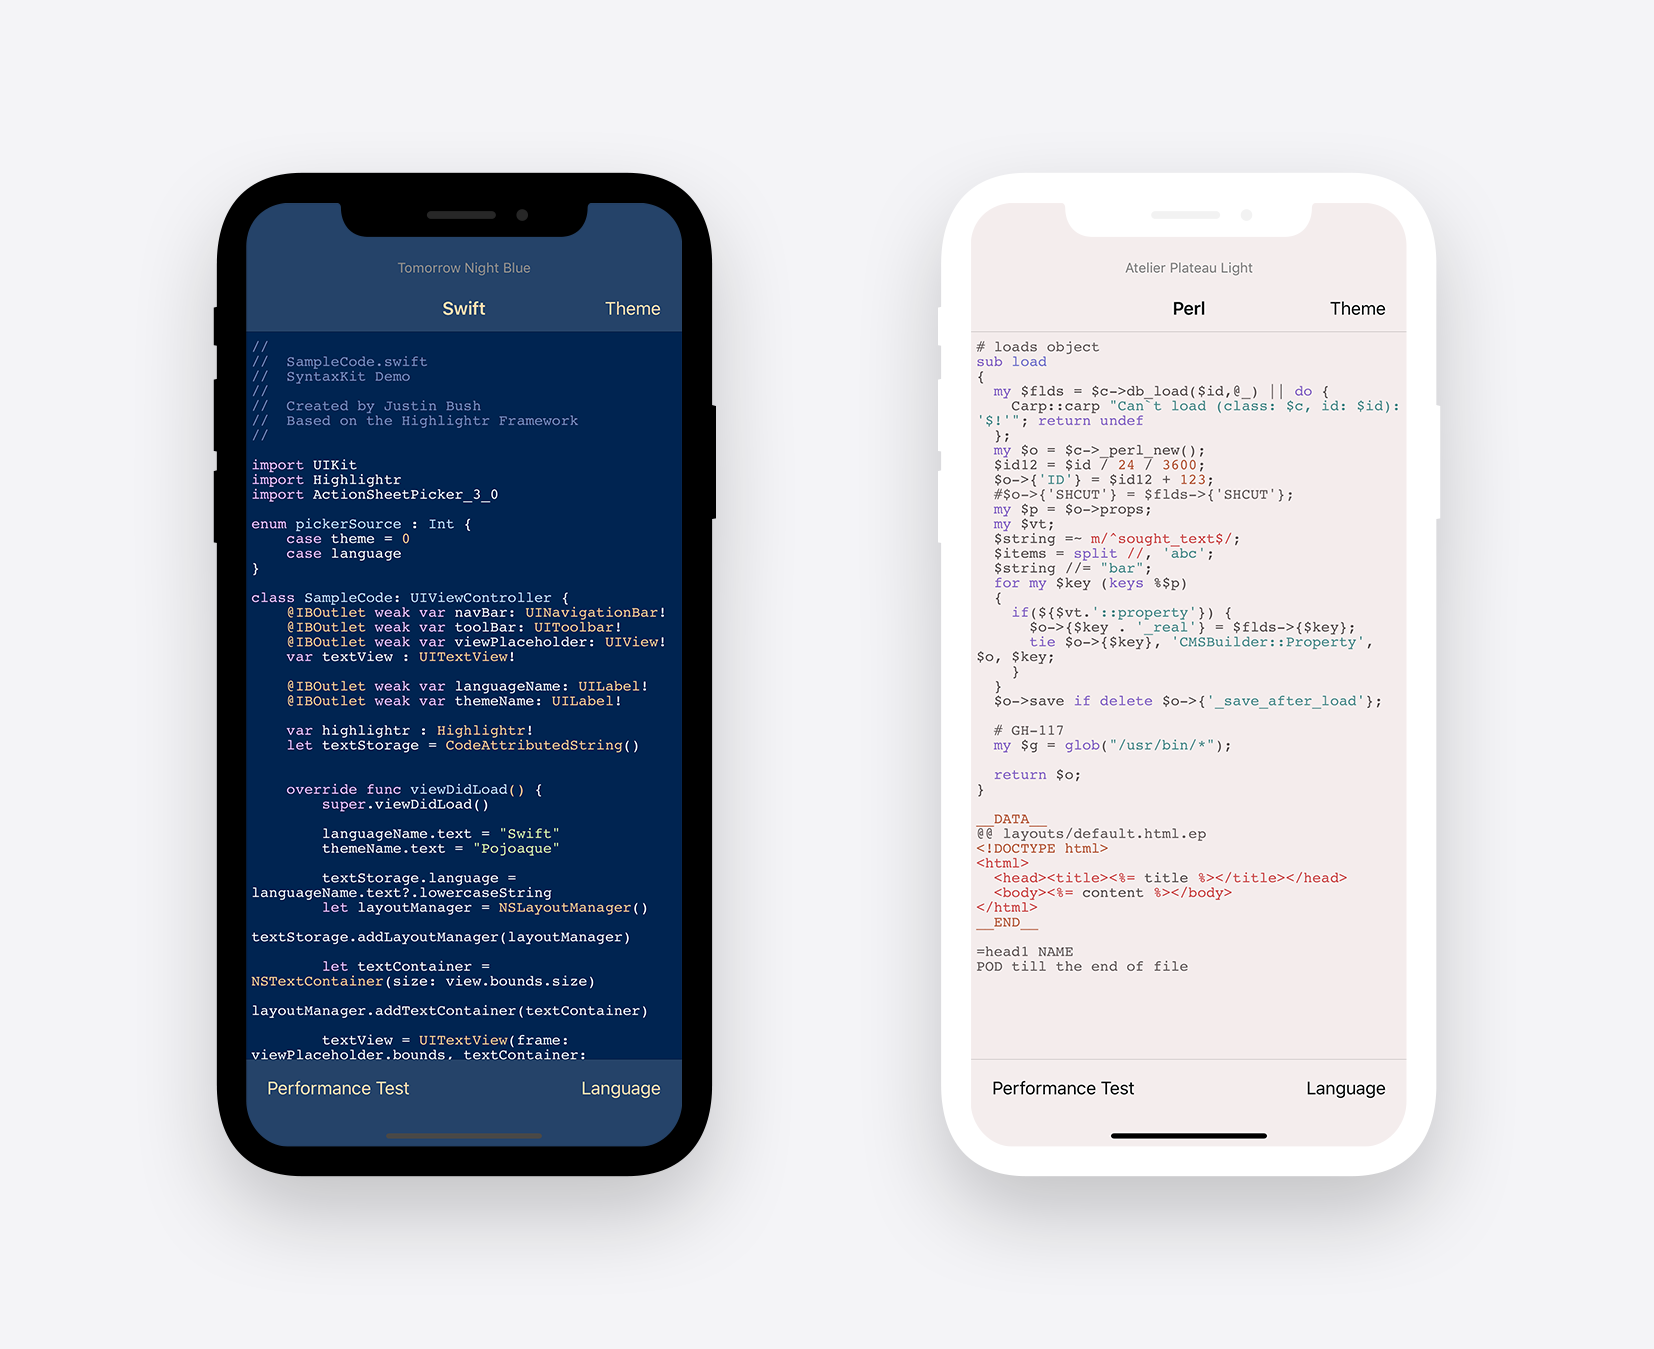 Tomorrow Night Blue
Swift
Theme
//
//  SampleCode.swift
//  SyntaxKit Demo
//
//  Created by Justin Bush
//  Based on the Highlightr Framework
//
import UIKit
import Highlightr
import ActionSheetPicker_3_0
enum pickerSource : Int {
    case theme = 0
    case language
}
class SampleCode: UIViewController {
    @IBOutlet weak var navBar: UINavigationBar!
    @IBOutlet weak var toolBar: UIToolbar!
    @IBOutlet weak var viewPlaceholder: UIView!
    var textView : UITextView!
    @IBOutlet weak var languageName: UILabel!
    @IBOutlet weak var themeName: UILabel!
    var highlightr : Highlightr!
    let textStorage = CodeAttributedString()
    override func viewDidLoad() {
        super.viewDidLoad()
        languageName.text = "Swift"
        themeName.text = "Pojoaque"
        textStorage.language =
languageName.text?.lowercaseString
        let layoutManager = NSLayoutManager()
textStorage.addLayoutManager(layoutManager)
        let textContainer =
NSTextContainer(size: view.bounds.size)
layoutManager.addTextContainer(textContainer)
        textView = UITextView(frame:
viewPlaceholder.bounds, textContainer:
Performance Test
Language
Atelier Plateau Light
Perl
Theme
# loads object
sub load
{
  my $flds = $c->db_load($id,@_) || do {
    Carp::carp "Can`t load (class: $c, id: $id):
'$!'"; return undef
  };
  my $o = $c->_perl_new();
  $id12 = $id / 24 / 3600;
  $o->{'ID'} = $id12 + 123;
  #$o->{'SHCUT'} = $flds->{'SHCUT'};
  my $p = $o->props;
  my $vt;
  $string =~ m/^sought_text$/;
  $items = split //, 'abc';
  $string //= "bar";
  for my $key (keys %$p)
  {
    if(${$vt.'::property'}) {
      $o->{$key . '_real'} = $flds->{$key};
      tie $o->{$key}, 'CMSBuilder::Property',
$o, $key;
    }
  }
  $o->save if delete $o->{'_save_after_load'};
  # GH-117
  my $g = glob("/usr/bin/*");
  return $o;
}
__DATA__
@@ layouts/default.html.ep
<!DOCTYPE html>
<html>
  <head><title><%= title %></title></head>
  <body><%= content %></body>
</html>
__END__
=head1 NAME
POD till the end of file
Performance Test
Language